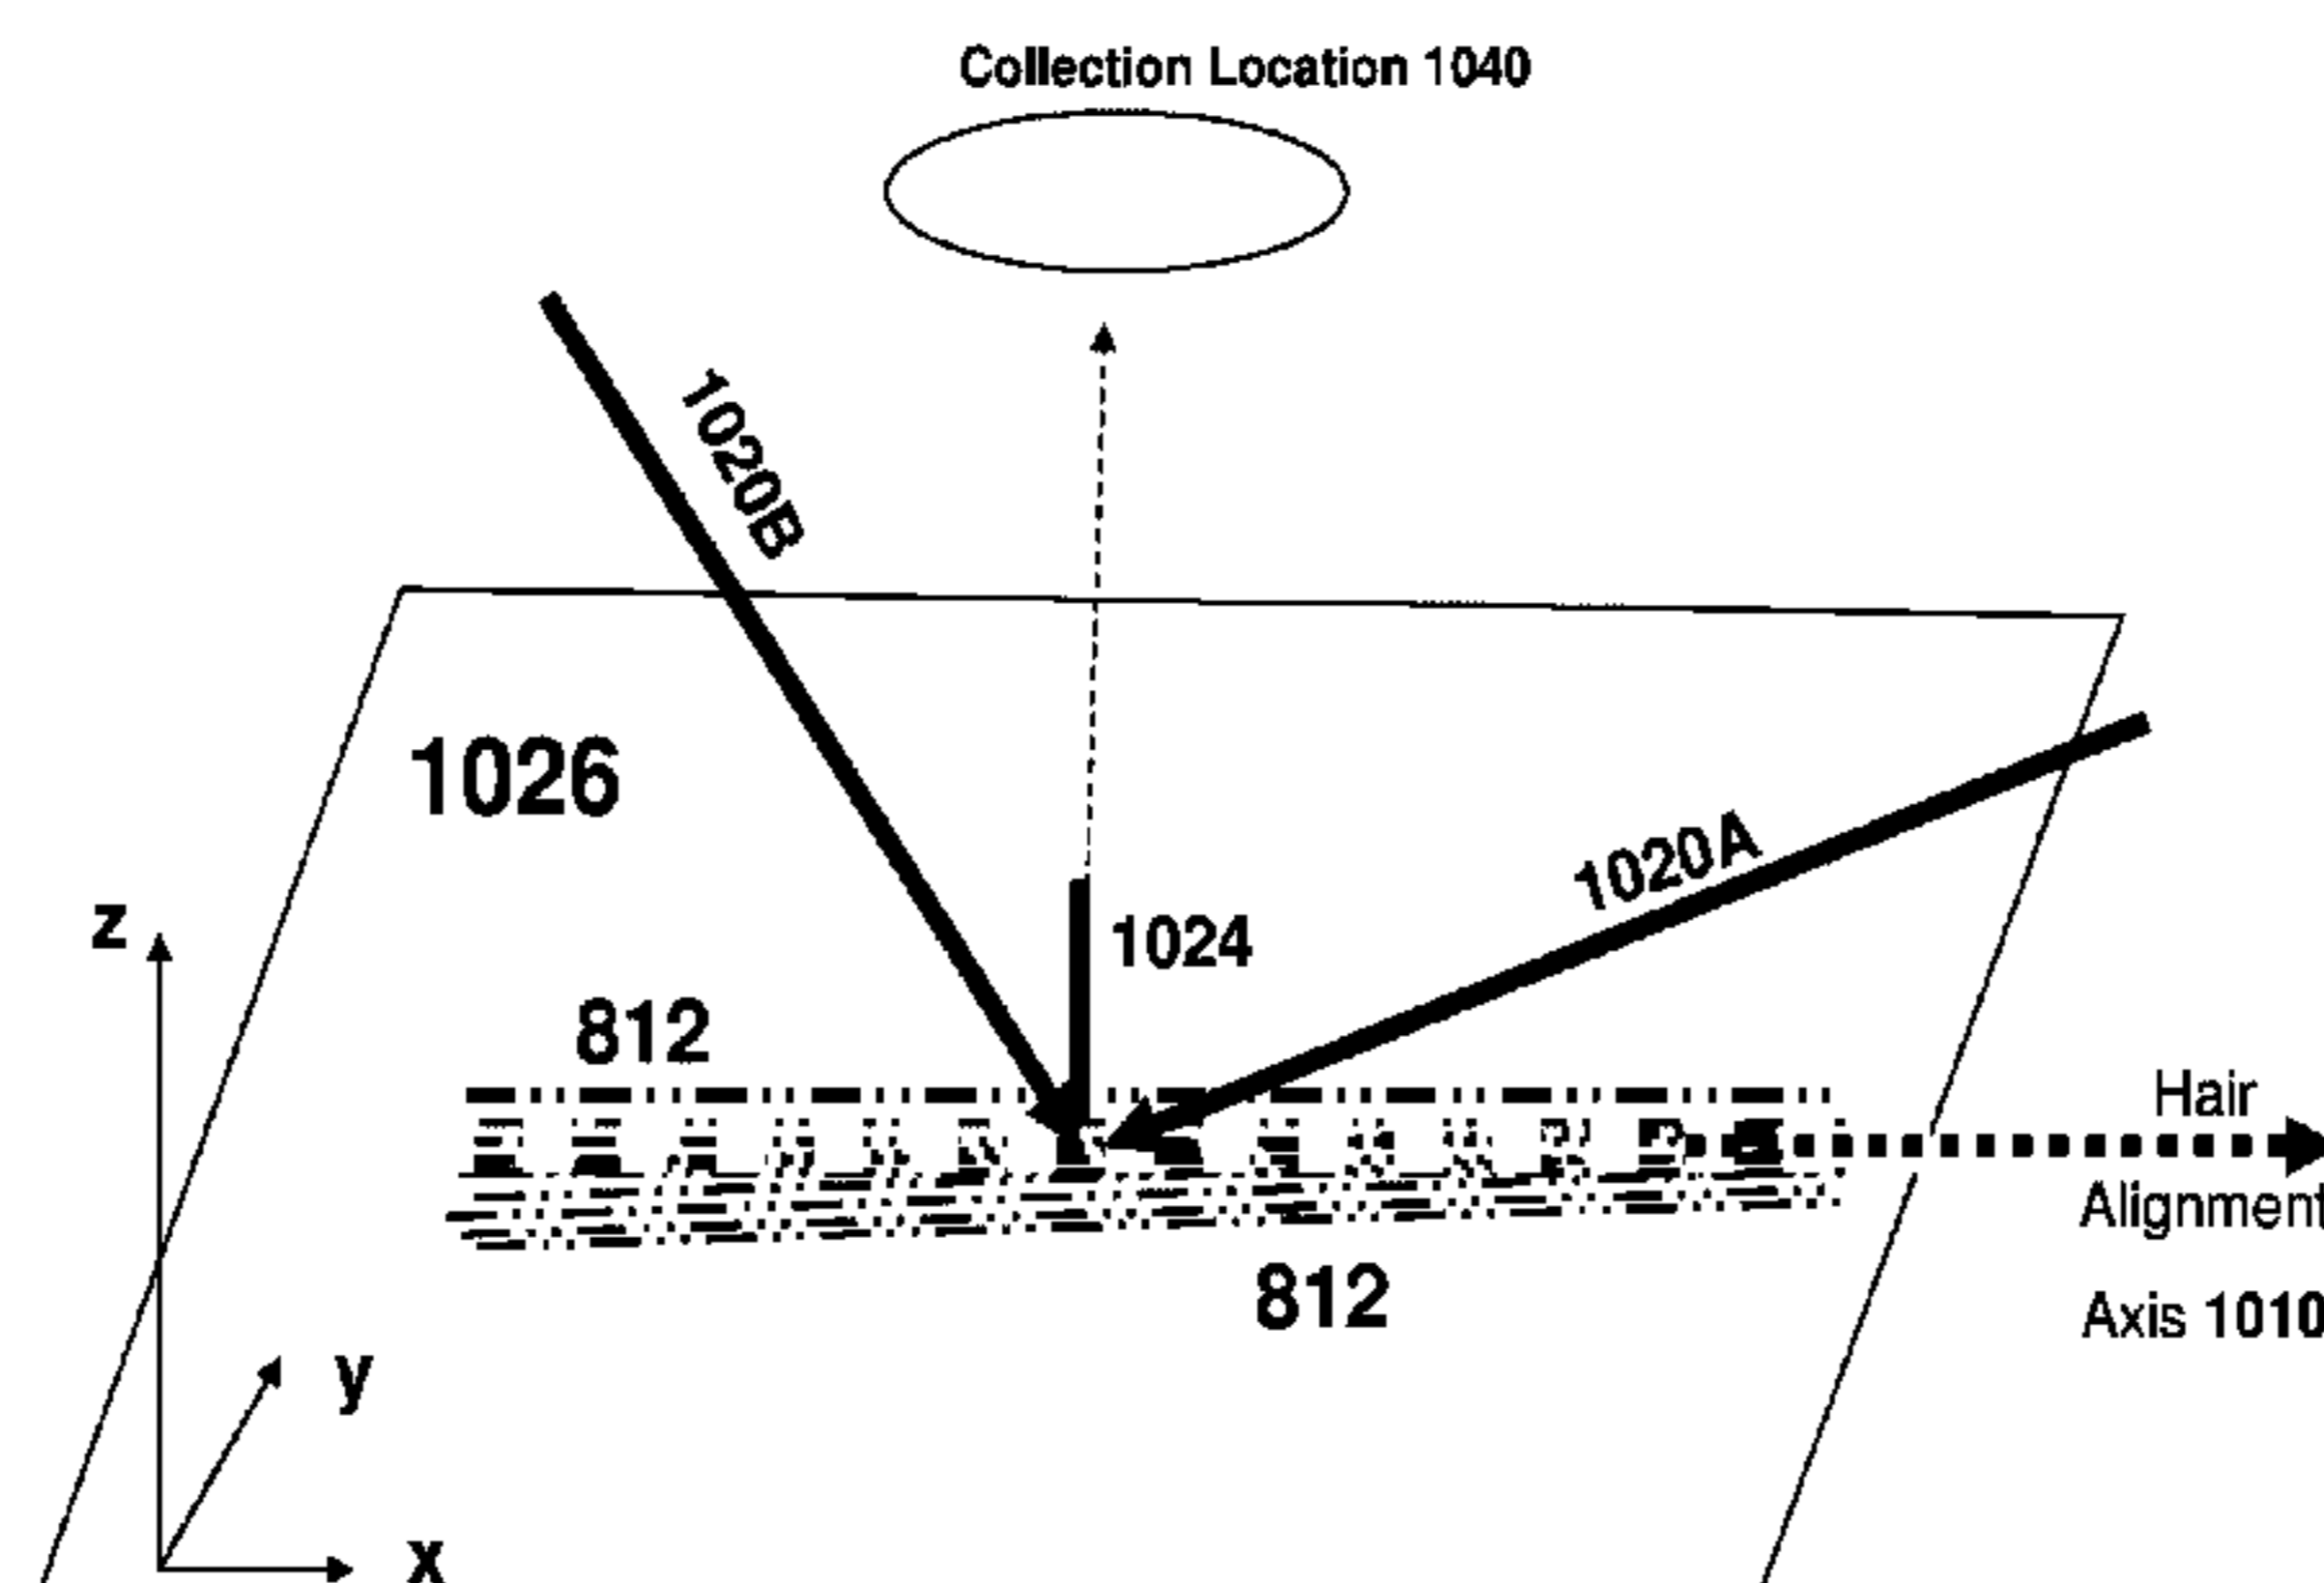 Collection Location 1040
1020B
1026
1020A
z
1024
812
Hair
Alignment
Axis 1010
812
y
x